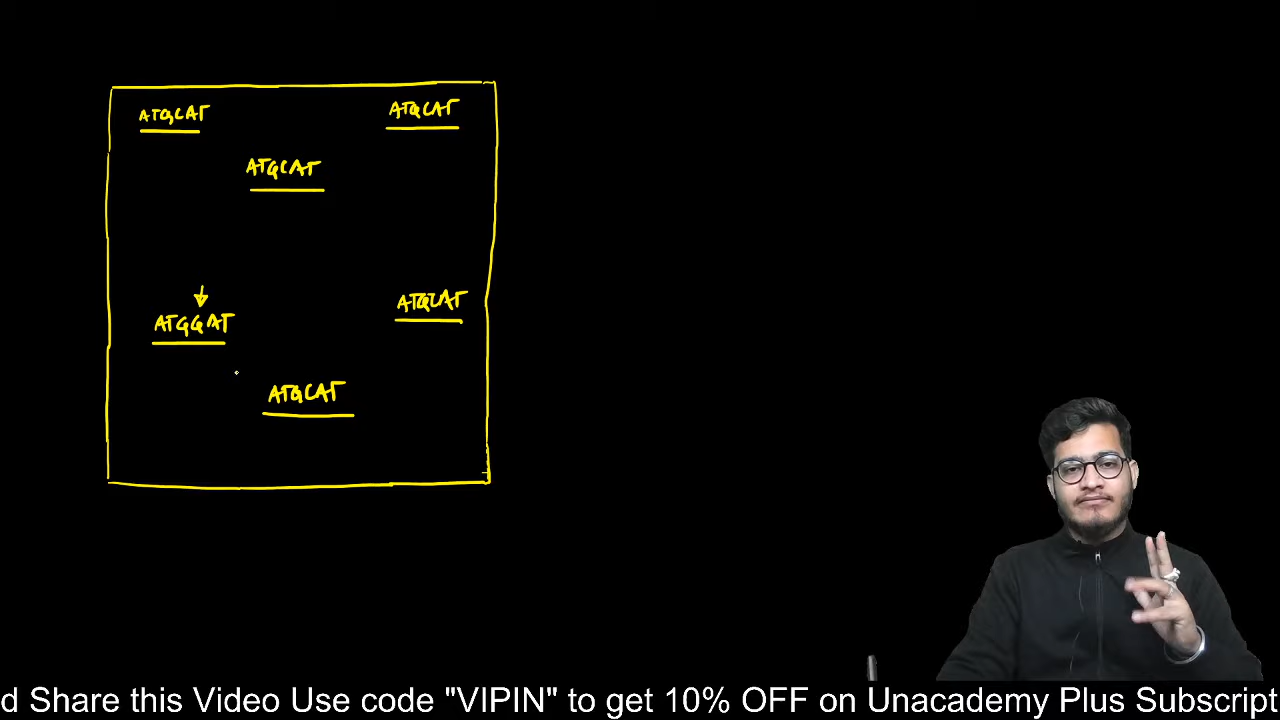 ATGCAT
ATGCAT
ATGCAT
ATGGAT
ATGCAT
ATGCAT
d Share this Video Use code "VIPIN" to get 10% OFF on Unacademy Plus Subscript